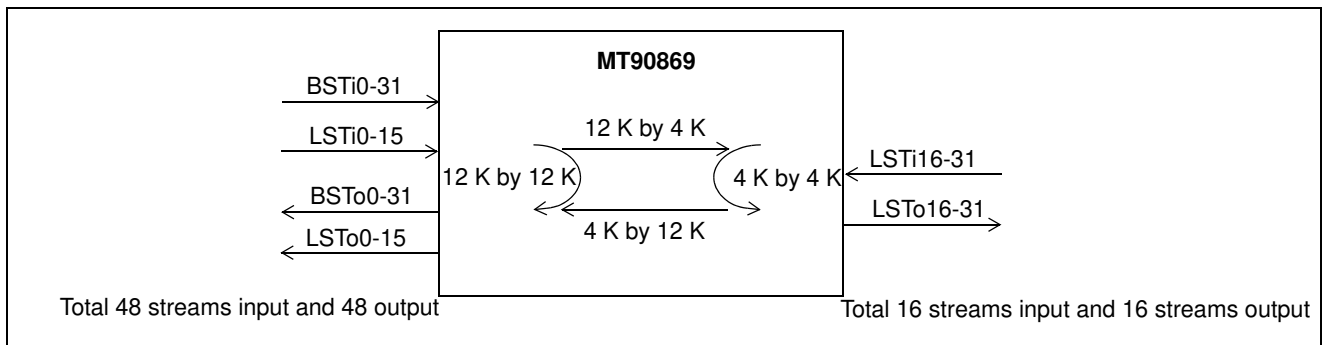 MT90869
BSTi0-31
LSTi0-15
BSTo0-31
LSTo0-15
12 K by 4 K
12 K by 12 K
4 K by 4 K
4 K by 12 K
LSTi16-31
LSTo16-31
Total 48 streams input and 48 output
Total 16 streams input and 16 streams output